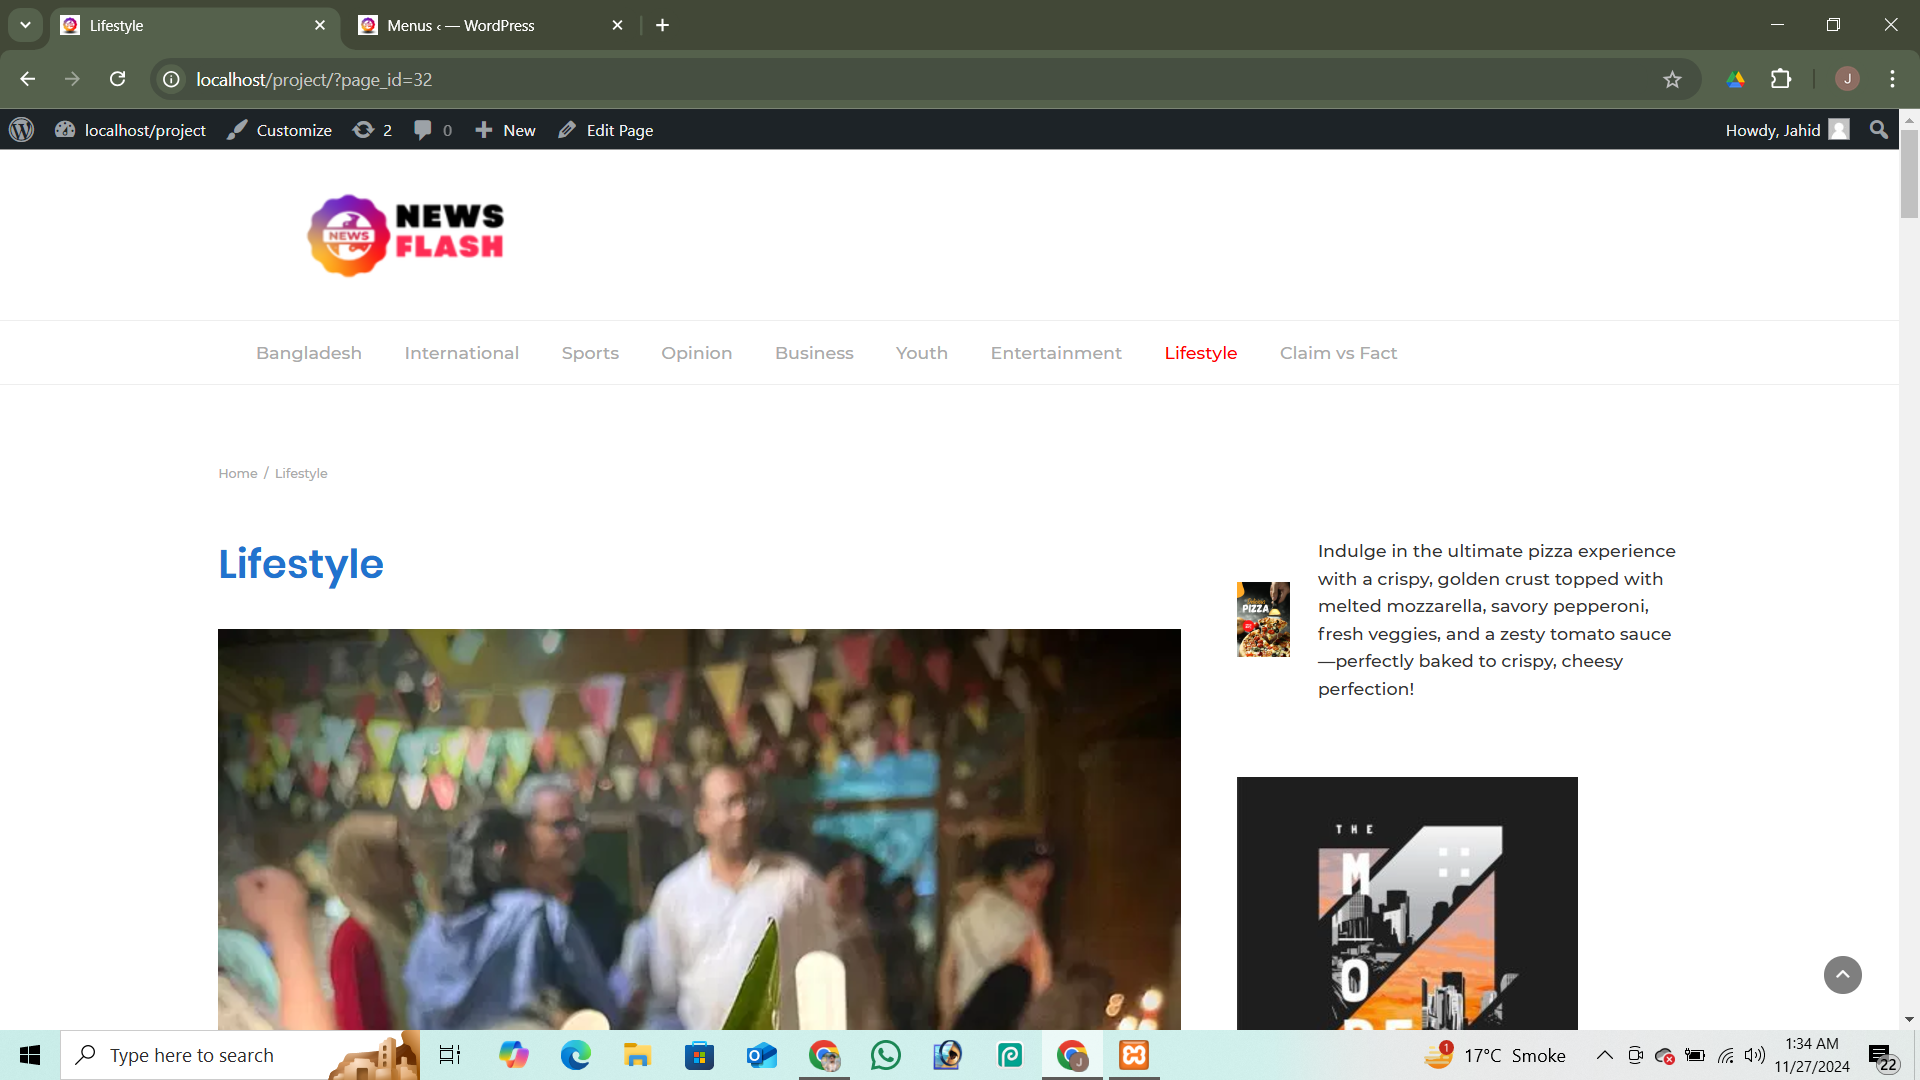 Lifestyle
Menus ‹ — WordPress
localhost/project/?page_id=32
J
localhost/project
Customize
2
0
New
Edit Page
Howdy, Jahid
NEWS
NEWS
FLASH
Bangladesh
International
Sports
Opinion
Business
Youth
Entertainment
Lifestyle
Claim vs Fact
Home / Lifestyle
Lifestyle
Indulge in the ultimate pizza experience
with a crispy, golden crust topped with
melted mozzarella, savory pepperoni,
fresh veggies, and a zesty tomato sauce
—perfectly baked to crispy, cheesy
perfection!
PIZZA
THE
M
O
Type here to search
1
17°C Smoke
1:34 AM
11/27/2024
22